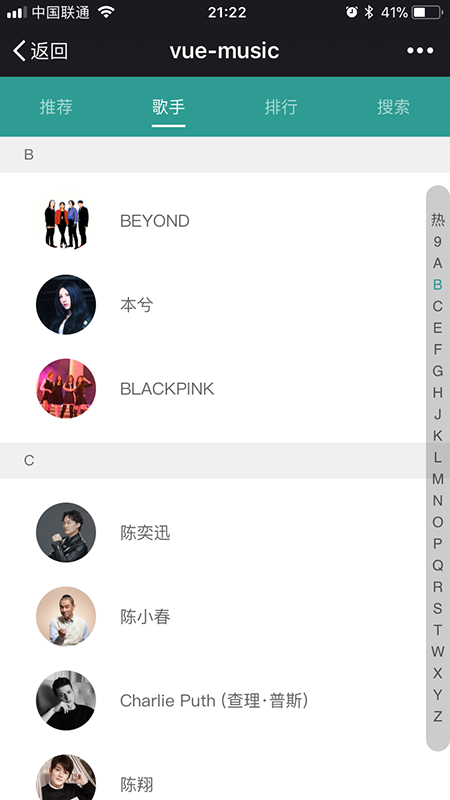 中国联通 21:22 41%
返回 vue-music
推荐 歌手 排行 搜索
B
BEYOND
本兮
BLACKPINK
C
陈奕迅
陈小春
Charlie Puth (查理·普斯)
陈翔
热
9
A
B
C
E
F
G
H
J
K
L
M
N
O
P
Q
R
S
T
W
X
Y
Z